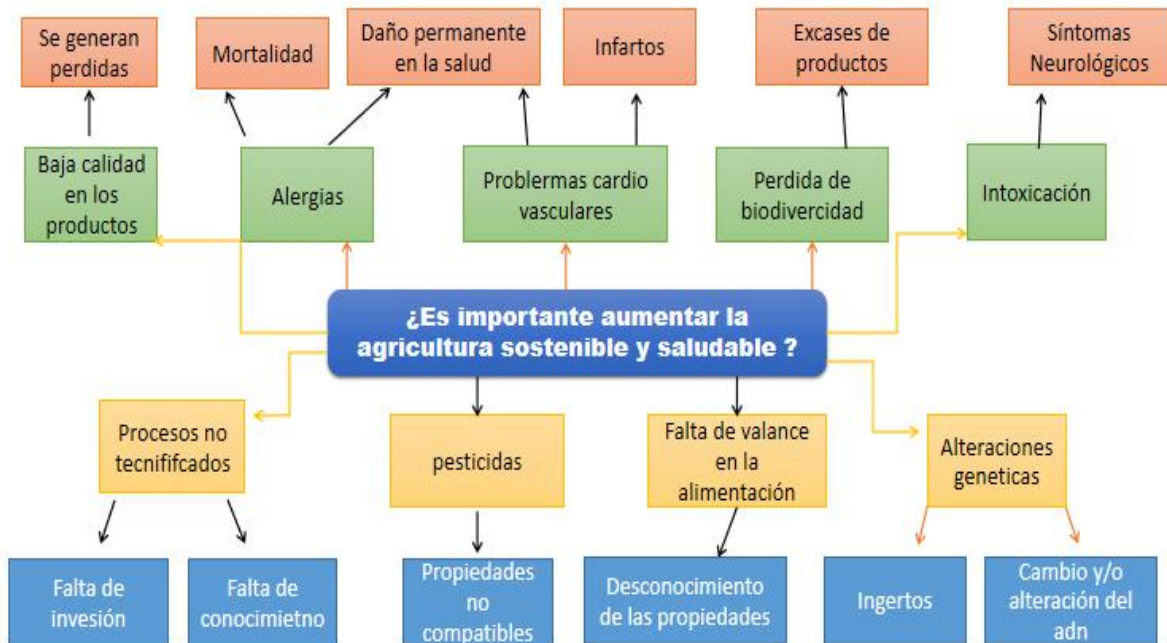 Se generan
perdidas
Mortalidad
Daño permanente
en la salud
Infartos
Excases de
productos
Síntomas
Neurológicos
Baja calidad
en los
productos
Alergias
Problermas cardio
vasculares
Perdida de
biodivercidad
Intoxicación
¿Es importante aumentar la
agricultura sostenible y saludable ?
Procesos no
tecnififcados
pesticidas
Falta de valance
en la
alimentación
Alteraciones
geneticas
Falta de
invesión
Falta de
conocimietno
Propiedades
no
compatibles
Desconocimiento
de las propiedades
Ingertos
Cambio y/o
alteración del
adn